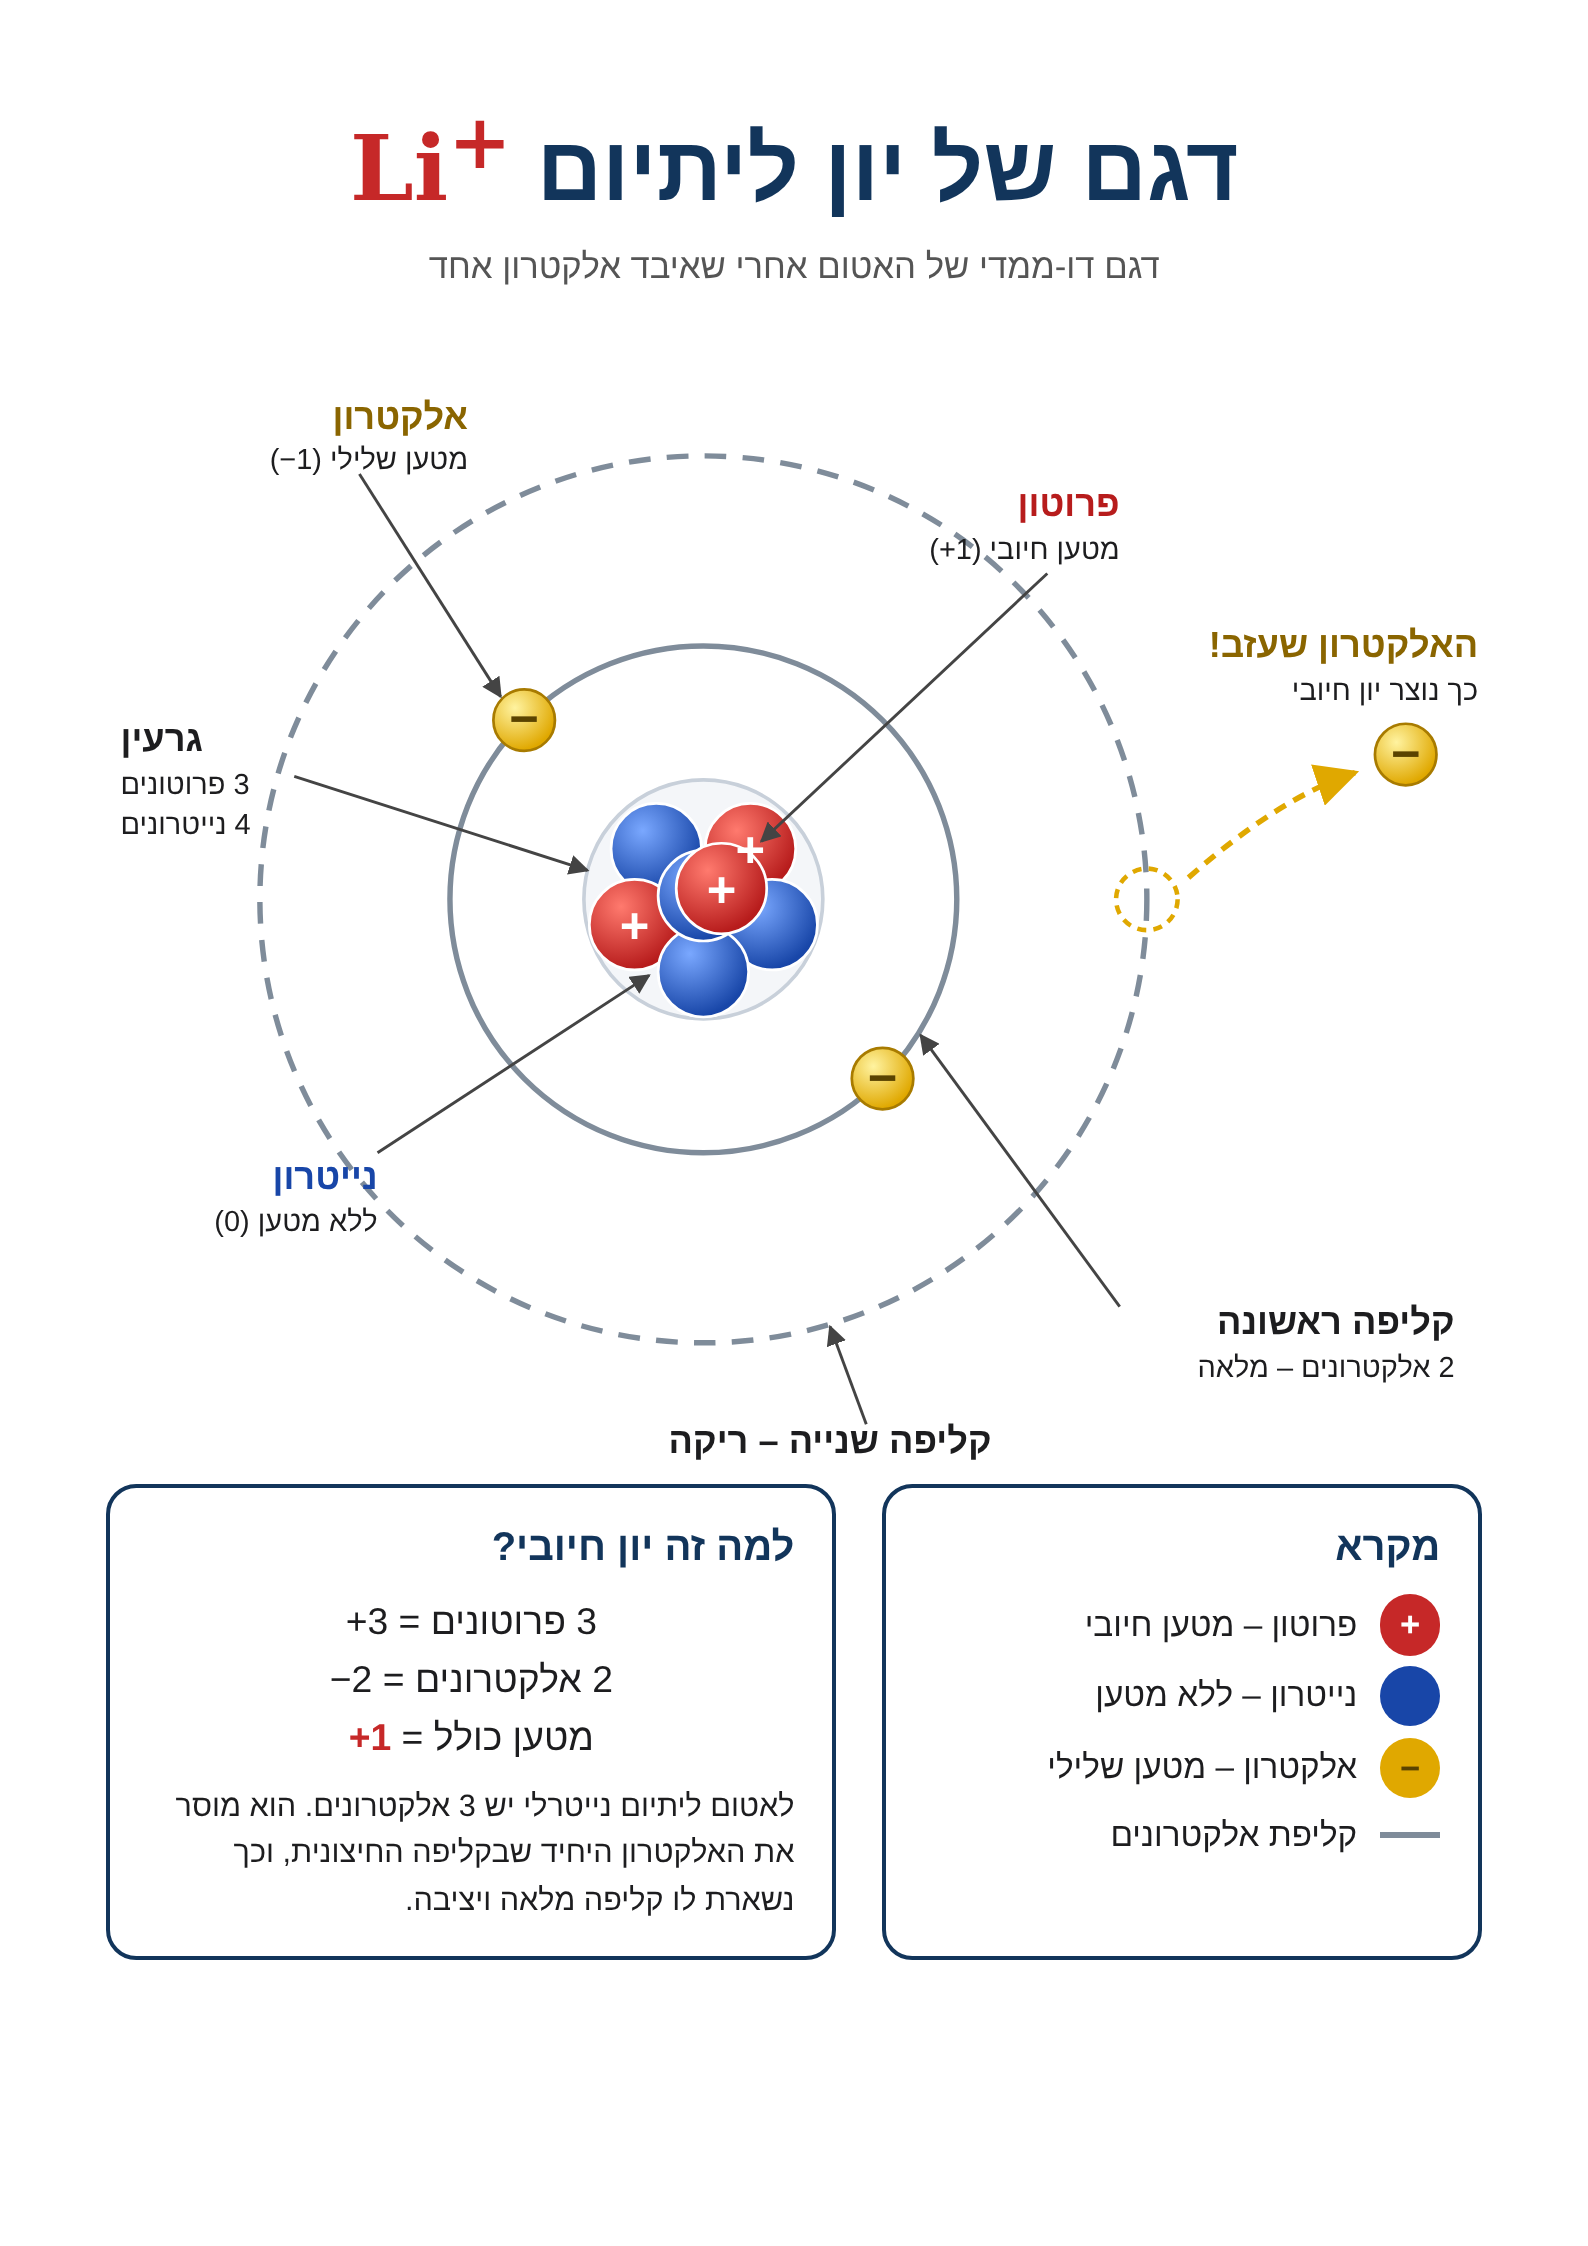 דגם של יון ליתיום Li⁺
דגם דו-ממדי של האטום אחרי שאיבד אלקטרון אחד
אלקטרון
מטען שלילי (−1)
פרוטון
מטען חיובי (+1)
האלקטרון שעזב!
כך נוצר יון חיובי
−
−
גרעין
3 פרוטונים
4 נייטרונים
+
+
+
−
נייטרון
ללא מטען (0)
קליפה ראשונה
2 אלקטרונים – מלאה
קליפה שנייה – ריקה
מקרא
+ פרוטון – מטען חיובי
נייטרון – ללא מטען
− אלקטרון – מטען שלילי
קליפת אלקטרונים
למה זה יון חיובי?
3 פרוטונים = +3
2 אלקטרונים = −2
מטען כולל = +1
לאטום ליתיום נייטרלי יש 3 אלקטרונים. הוא מוסר
את האלקטרון היחיד שבקליפה החיצונית, וכך
נשארת לו קליפה מלאה ויציבה.